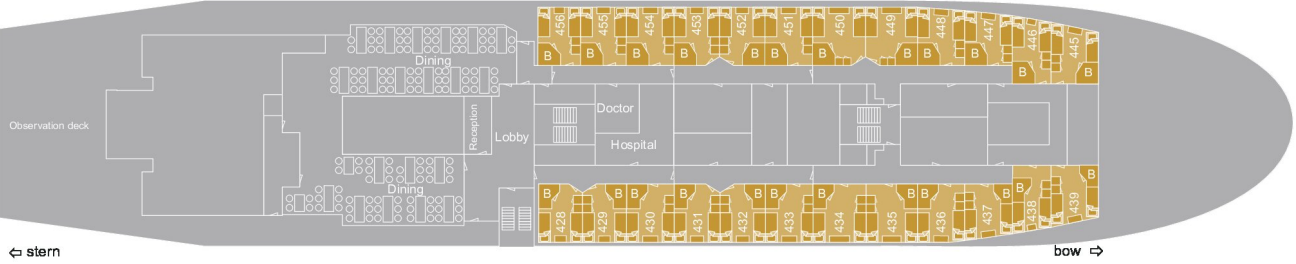 456 455 454 453 452 451 450 449 448 447 446 445
B B B B B B B B B
Dining
Observation deck
Reception
Lobby
Doctor
Hospital
Dining
B B B B B B B B B B B B
428 429 430 431 432 433 434 435 436 437 438 439
⇦ stern
bow ⇨